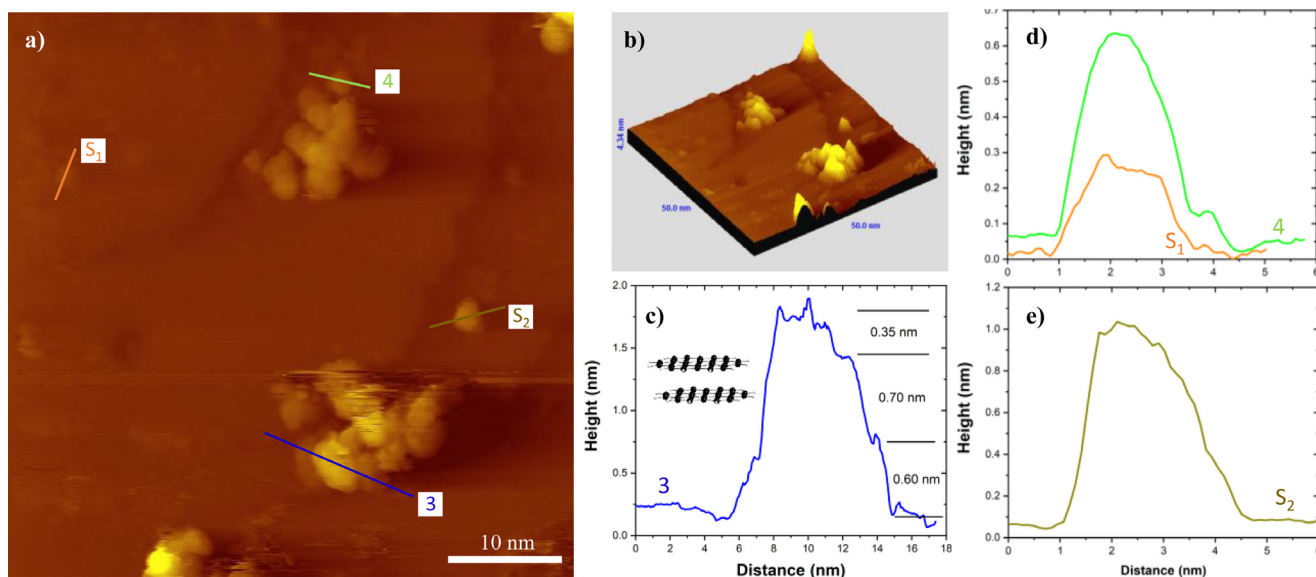 a)
4
S1
S2
3
10 nm
b)
4.34 nm
50.0 nm
50.0 nm
c)
2.0
1.5
1.0
0.5
0.0
Height (nm)
0.35 nm
0.70 nm
0.60 nm
3
0 2 4 6 8 10 12 14 16 18
Distance (nm)
d)
0.7
0.6
0.5
0.4
0.3
0.2
0.1
0.0
Height (nm)
4
S1
0 1 2 3 4 5 6
Distance (nm)
e)
1.2
1.0
0.8
0.6
0.4
0.2
0.0
Height (nm)
S2
0 1 2 3 4 5 6
Distance (nm)